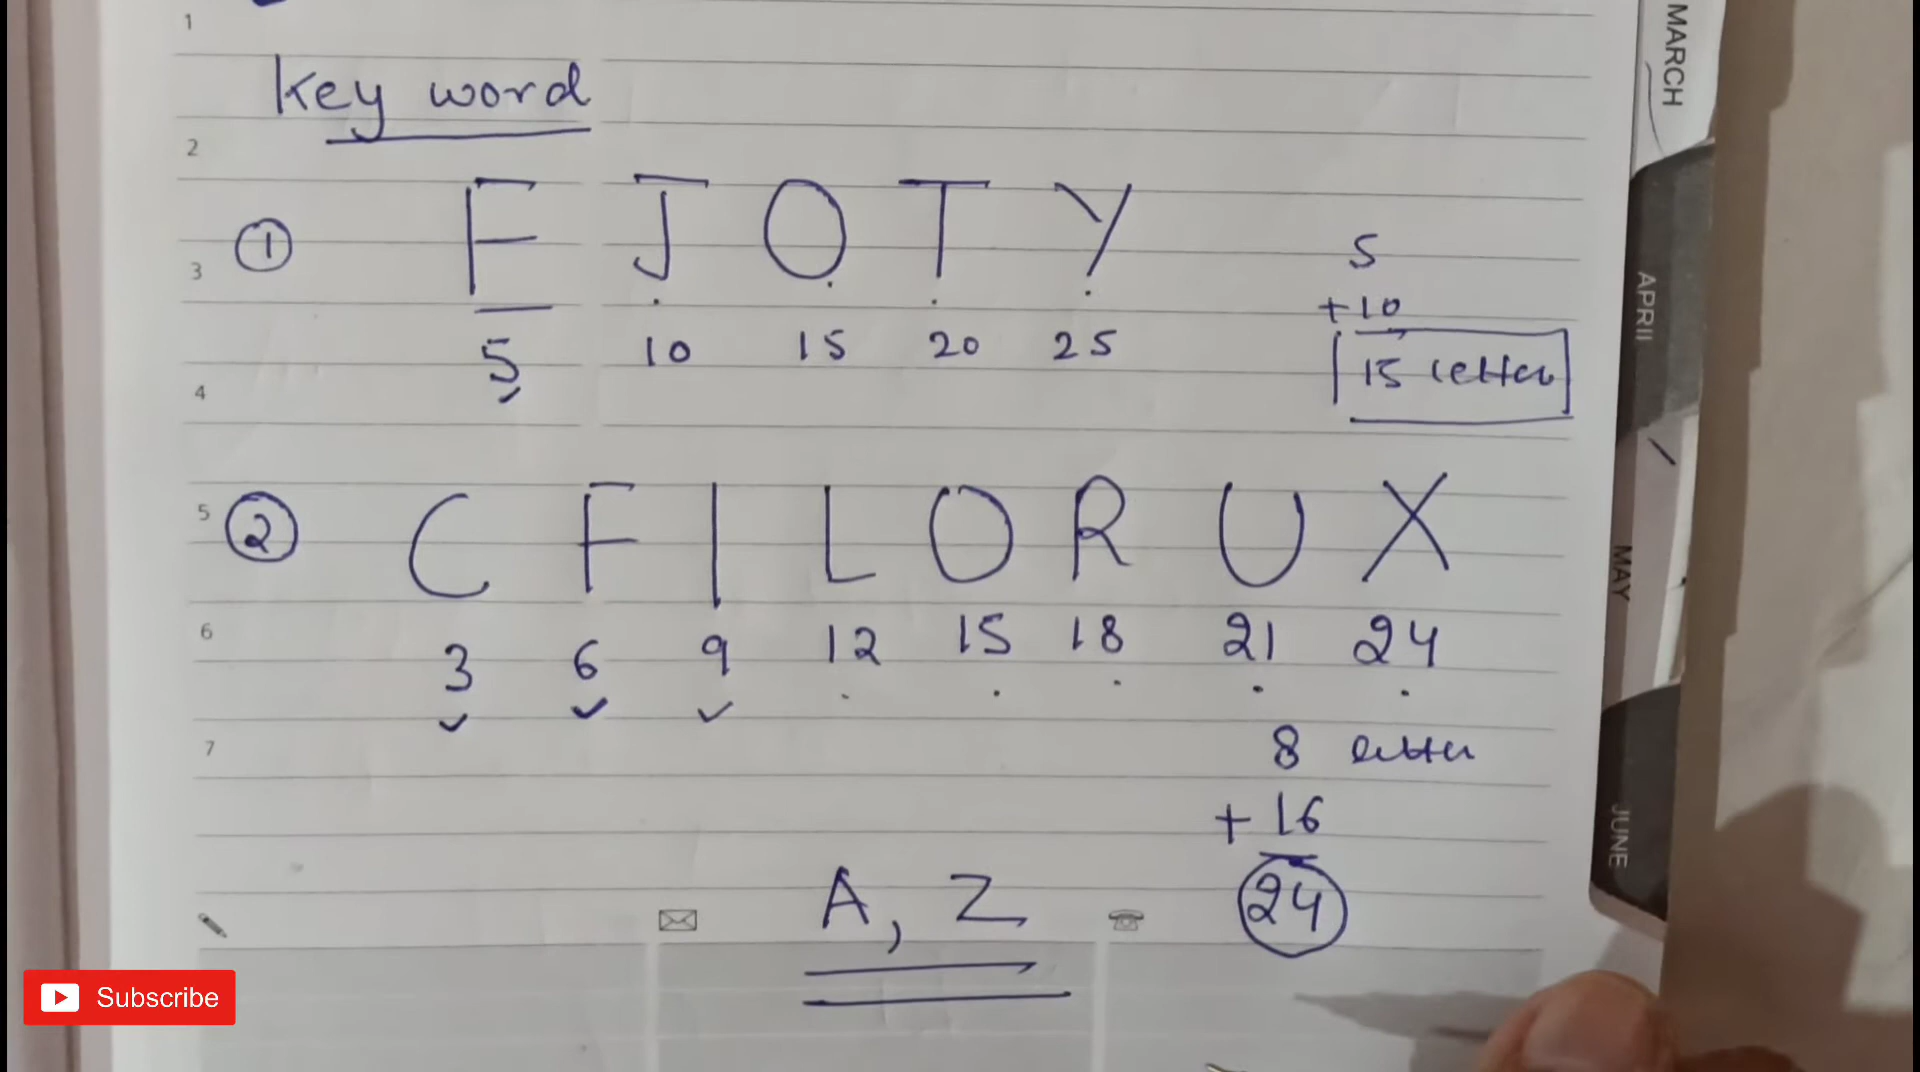 1
MARCH
Key word
2
① E J O T Y
3
5 10 15 20 25
5
+10
15 letter
APRIL
4
5
② C F I L O R U X
MAY
6
3 6 9 12 15 18 21 24
7
8 letter
+ 16
24
JUNE
A, Z
Subscribe